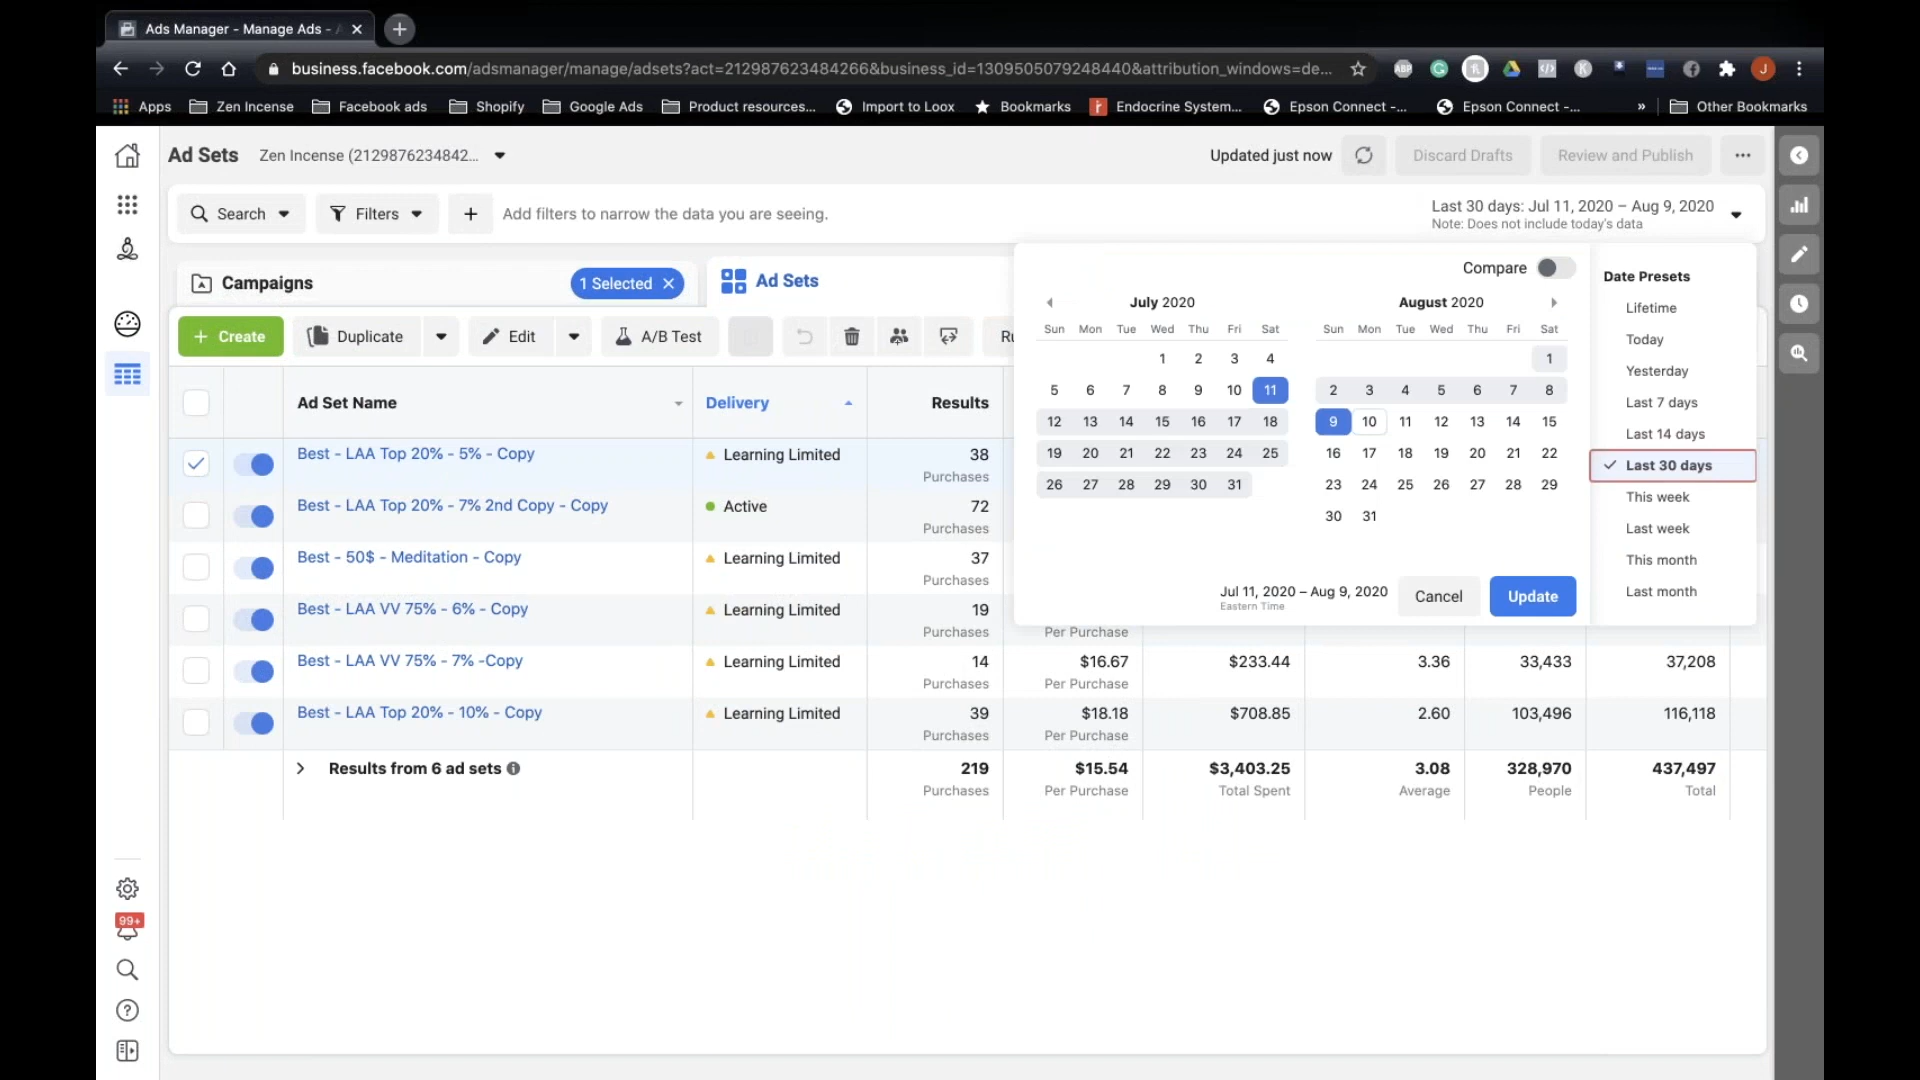 Ads Manager - Manage Ads - A
business.facebook.com/adsmanager/manage/adsets?act=212987623484266&business_id=1309505079248440&attribution_windows=de...
ABP
J
Apps Zen Incense Facebook ads Shopify Google Ads Product resources... Import to Loox Bookmarks Endocrine System... Epson Connect -... Epson Connect -... » Other Bookmarks
Ad Sets Zen Incense (2129876234842... Updated just now Discard Drafts Review and Publish
Search Filters + Add filters to narrow the data you are seeing. Last 30 days: Jul 11, 2020 – Aug 9, 2020
Note: Does not include today's data
Campaigns 1 Selected × Ad Sets
+ Create Duplicate Edit A/B Test Ru
Compare
July 2020
Sun Mon Tue Wed Thu Fri Sat
1 2 3 4
5 6 7 8 9 10 11
12 13 14 15 16 17 18
19 20 21 22 23 24 25
26 27 28 29 30 31
August 2020
Sun Mon Tue Wed Thu Fri Sat
1
2 3 4 5 6 7 8
9 10 11 12 13 14 15
16 17 18 19 20 21 22
23 24 25 26 27 28 29
30 31
Jul 11, 2020 – Aug 9, 2020
Eastern Time
Cancel Update
Date Presets
Lifetime
Today
Yesterday
Last 7 days
Last 14 days
Last 30 days
This week
Last week
This month
Last month
Ad Set Name Delivery Results
Best - LAA Top 20% - 5% - Copy Learning Limited 38
Purchases
Best - LAA Top 20% - 7% 2nd Copy - Copy Active 72
Purchases
Best - 50$ - Meditation - Copy Learning Limited 37
Purchases
Best - LAA VV 75% - 6% - Copy Learning Limited 19
Purchases Per Purchase
Best - LAA VV 75% - 7% -Copy Learning Limited 14 $16.67 $233.44 3.36 33,433 37,208
Purchases Per Purchase
Best - LAA Top 20% - 10% - Copy Learning Limited 39 $18.18 $708.85 2.60 103,496 116,118
Purchases Per Purchase
Results from 6 ad sets 219 $15.54 $3,403.25 3.08 328,970 437,497
Purchases Per Purchase Total Spent Average People Total
99+